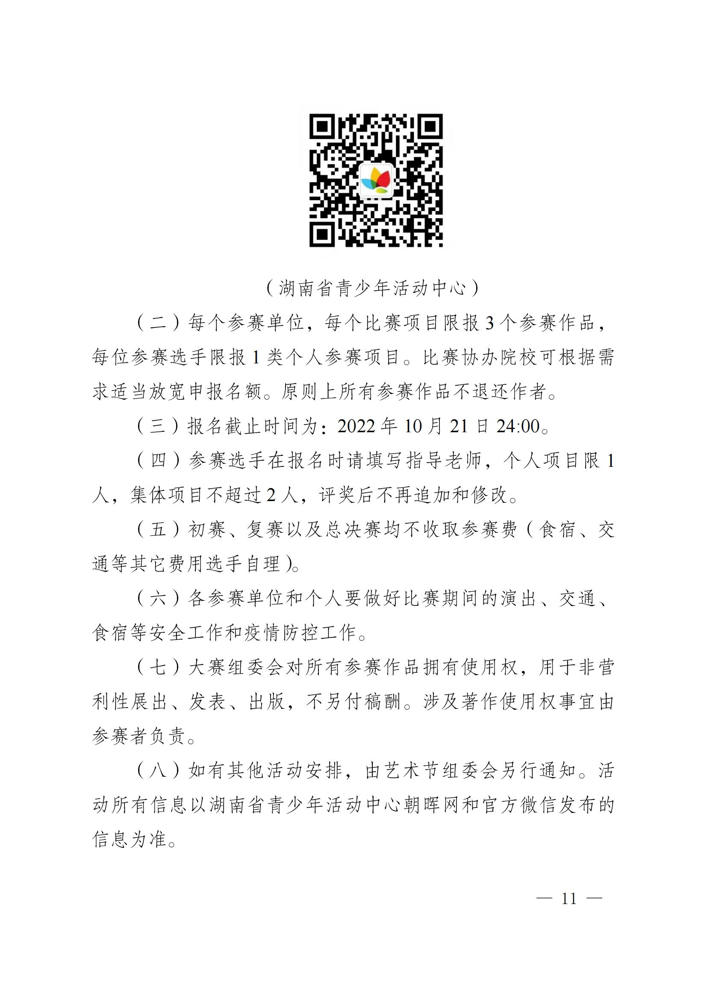 （湖南省青少年活动中心）
（二）每个参赛单位，每个比赛项目限报 3 个参赛作品，
每位参赛选手限报 1 类个人参赛项目。比赛协办院校可根据需
求适当放宽申报名额。原则上所有参赛作品不退还作者。
（三）报名截止时间为：2022 年 10 月 21 日 24:00。
（四）参赛选手在报名时请填写指导老师，个人项目限 1
人，集体项目不超过 2 人，评奖后不再追加和修改。
（五）初赛、复赛以及总决赛均不收取参赛费（食宿、交
通等其它费用选手自理）。
（六）各参赛单位和个人要做好比赛期间的演出、交通、
食宿等安全工作和疫情防控工作。
（七）大赛组委会对所有参赛作品拥有使用权，用于非营
利性展出、发表、出版，不另付稿酬。涉及著作使用权事宜由
参赛者负责。
（八）如有其他活动安排，由艺术节组委会另行通知。活
动所有信息以湖南省青少年活动中心朝晖网和官方微信发布的
信息为准。
— 11 —